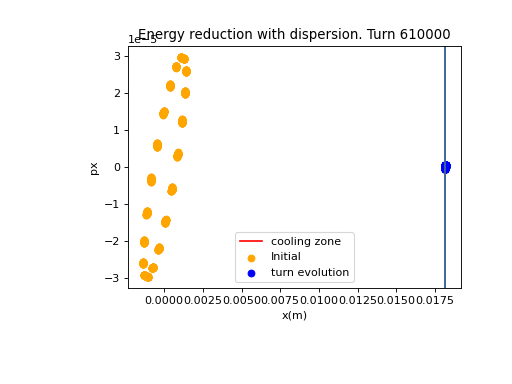 Energy reduction with dispersion. Turn 610000
1e−5
3
2
1
0
−1
−2
−3
px
0.0000 0.0025 0.0050 0.0075 0.0100 0.0125 0.0150 0.0175
x(m)
cooling zone
Initial
turn evolution